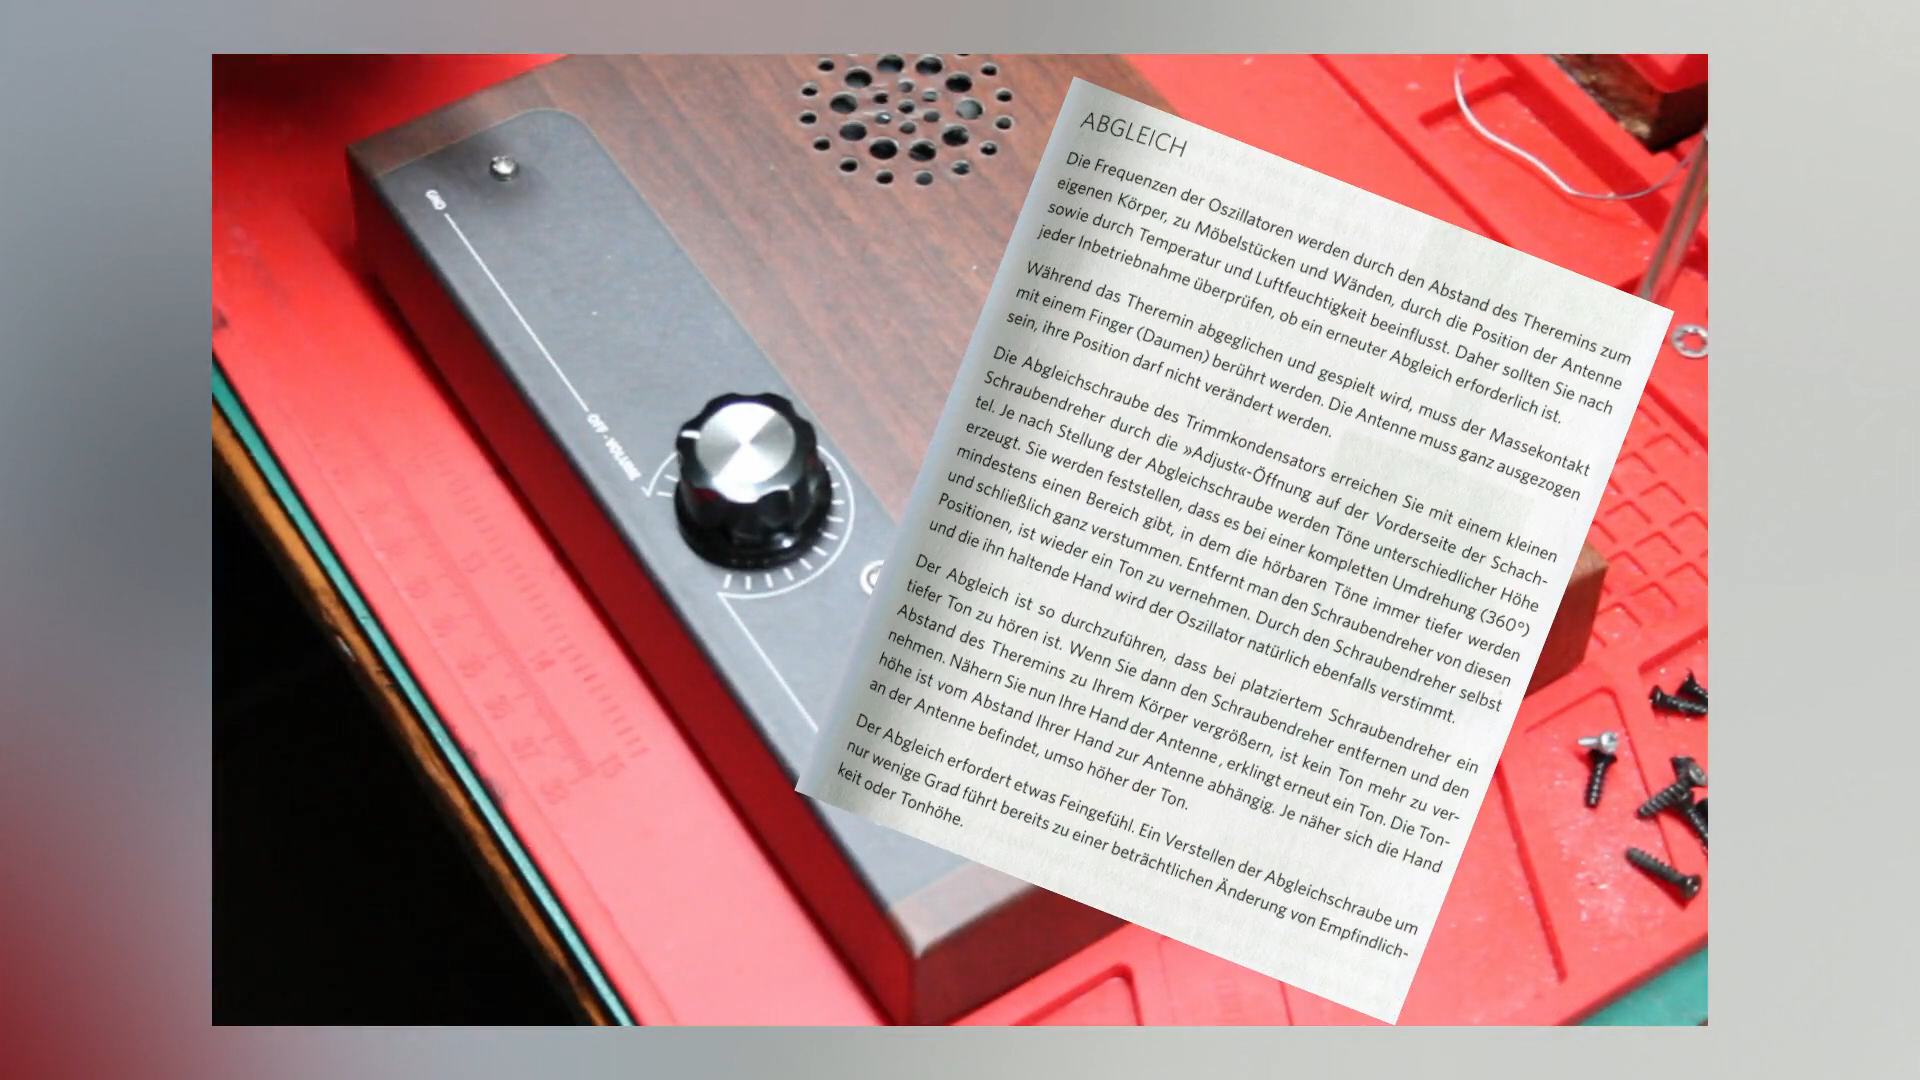 ABGLEICH
Die Frequenzen der Oszillatoren werden durch den Abstand des Theremins zum
eigenen Körper, zu Möbelstücken und Wänden, durch die Position der Antenne
sowie durch Temperatur und Luftfeuchtigkeit beeinflusst. Daher sollten Sie nach
jeder Inbetriebnahme überprüfen, ob ein erneuter Abgleich erforderlich ist.
Während das Theremin abgeglichen und gespielt wird, muss der Massekontakt
mit einem Finger (Daumen) berührt werden. Die Antenne muss ganz ausgezogen
sein, ihre Position darf nicht verändert werden.
Die Abgleichschraube des Trimmkondensators erreichen Sie mit einem kleinen
Schraubendreher durch die »Adjust«-Öffnung auf der Vorderseite der Schach-
tel. Je nach Stellung der Abgleichschraube werden Töne unterschiedlicher Höhe
erzeugt. Sie werden feststellen, dass es bei einer kompletten Umdrehung (360°)
mindestens einen Bereich gibt, in dem die hörbaren Töne immer tiefer werden
und schließlich ganz verstummen. Entfernt man den Schraubendreher von diesen
Positionen, ist wieder ein Ton zu vernehmen. Durch den Schraubendreher selbst
und die ihn haltende Hand wird der Oszillator natürlich ebenfalls verstimmt.
Der Abgleich ist so durchzuführen, dass bei platziertem Schraubendreher ein
tiefer Ton zu hören ist. Wenn Sie dann den Schraubendreher entfernen und den
Abstand des Theremins zu Ihrem Körper vergrößern, ist kein Ton mehr zu ver-
nehmen. Nähern Sie nun Ihre Hand der Antenne, erklingt erneut ein Ton. Die Ton-
höhe ist vom Abstand Ihrer Hand zur Antenne abhängig. Je näher sich die Hand
an der Antenne befindet, umso höher der Ton.
Der Abgleich erfordert etwas Feingefühl. Ein Verstellen der Abgleichschraube um
nur wenige Grad führt bereits zu einer beträchtlichen Änderung von Empfindlich-
keit oder Tonhöhe.
GND
OFF - VOLUME
13
14
15